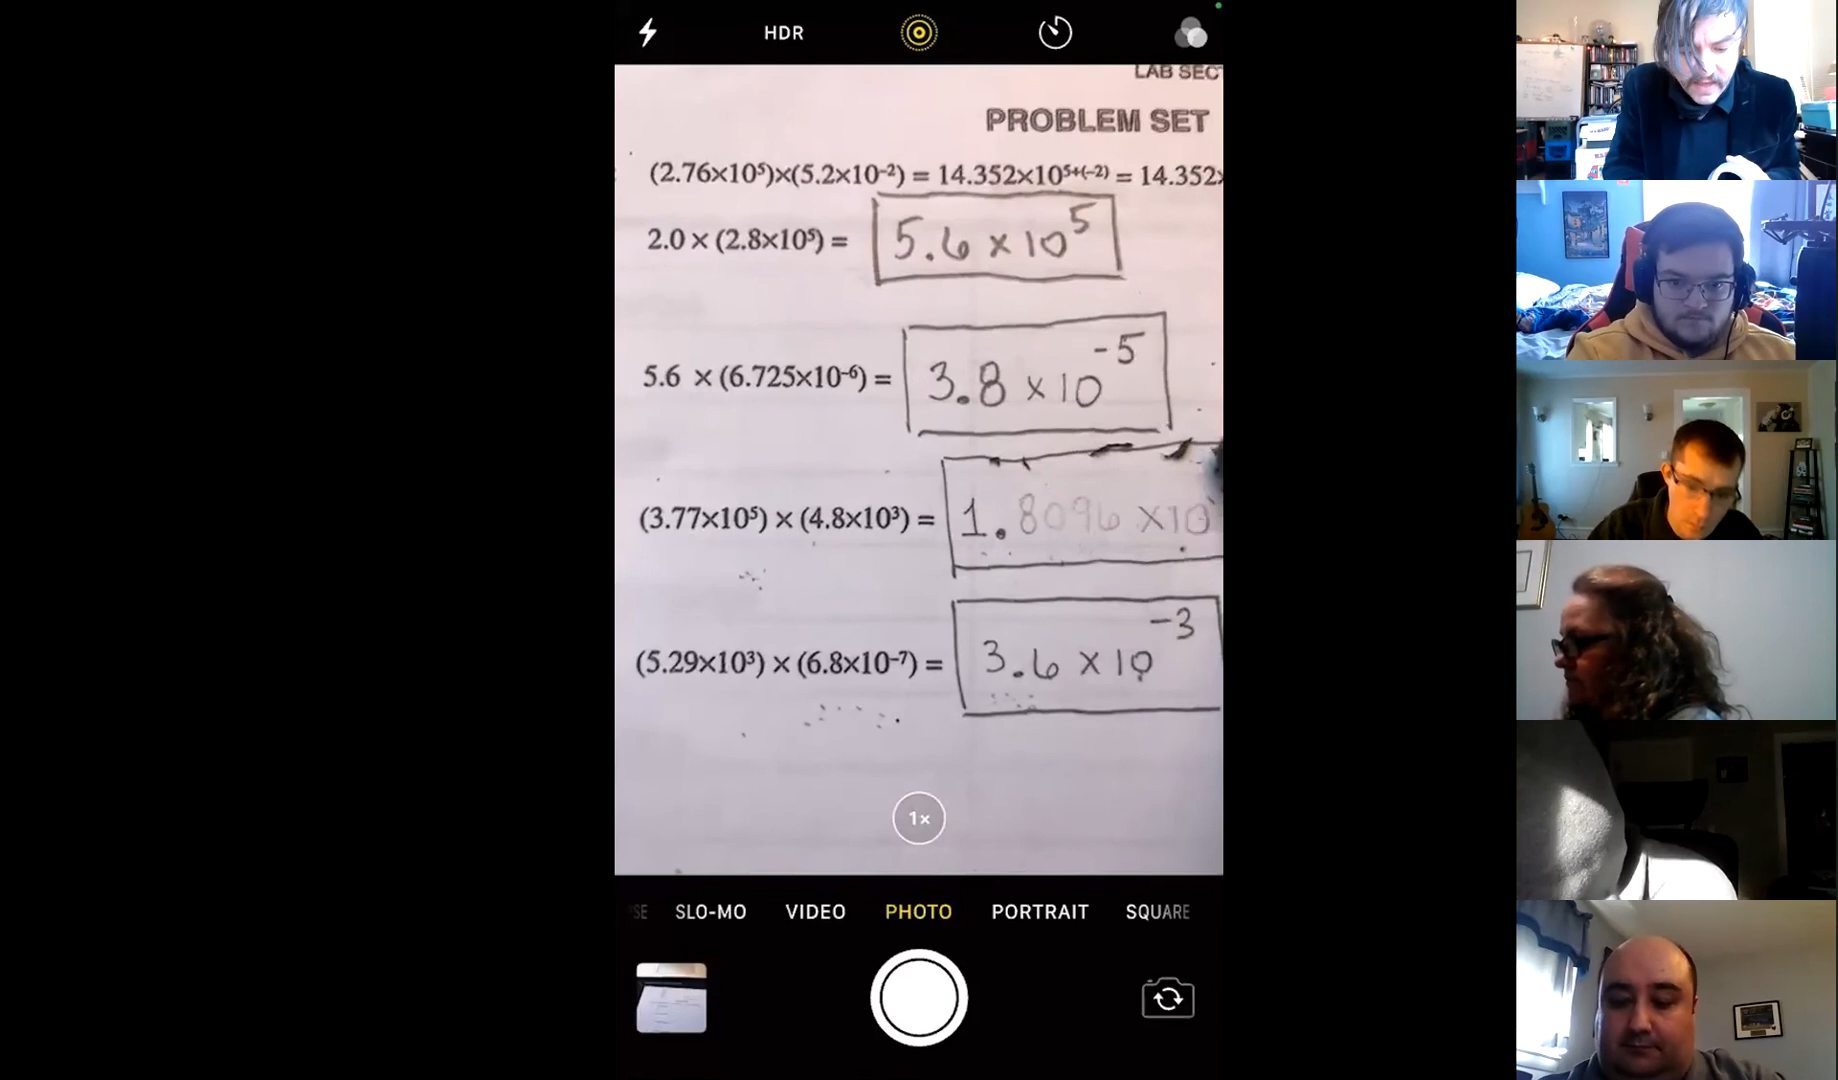 HDR
LAB SEC
PROBLEM SET
(2.76×10⁵)×(5.2×10⁻²) = 14.352×10⁵⁺⁽⁻²⁾ = 14.352×
2.0 × (2.8×10⁵) = 5.6 × 10⁵
5.6 × (6.725×10⁻⁶) = 3.8 × 10⁻⁵
(3.77×10⁵) × (4.8×10³) = 1.8096 ×10
(5.29×10³) × (6.8×10⁻⁷) = 3.6 × 10⁻³
1×
SE SLO-MO VIDEO PHOTO PORTRAIT SQUARE